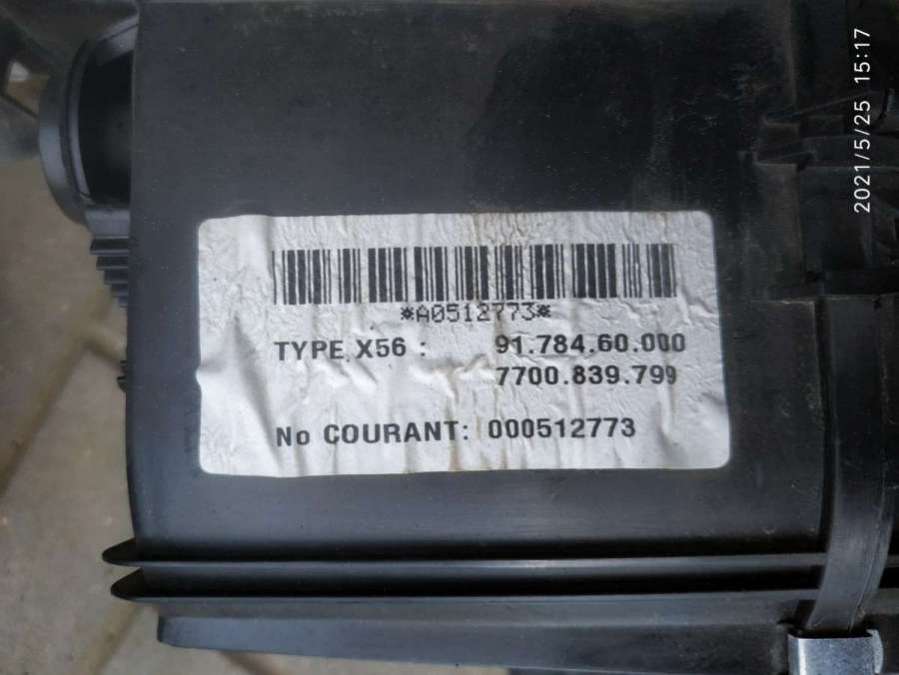 2021/5/25 15:17
*A0512773*
TYPE X56 : 91.784.60.000
7700.839.799
No COURANT: 000512773